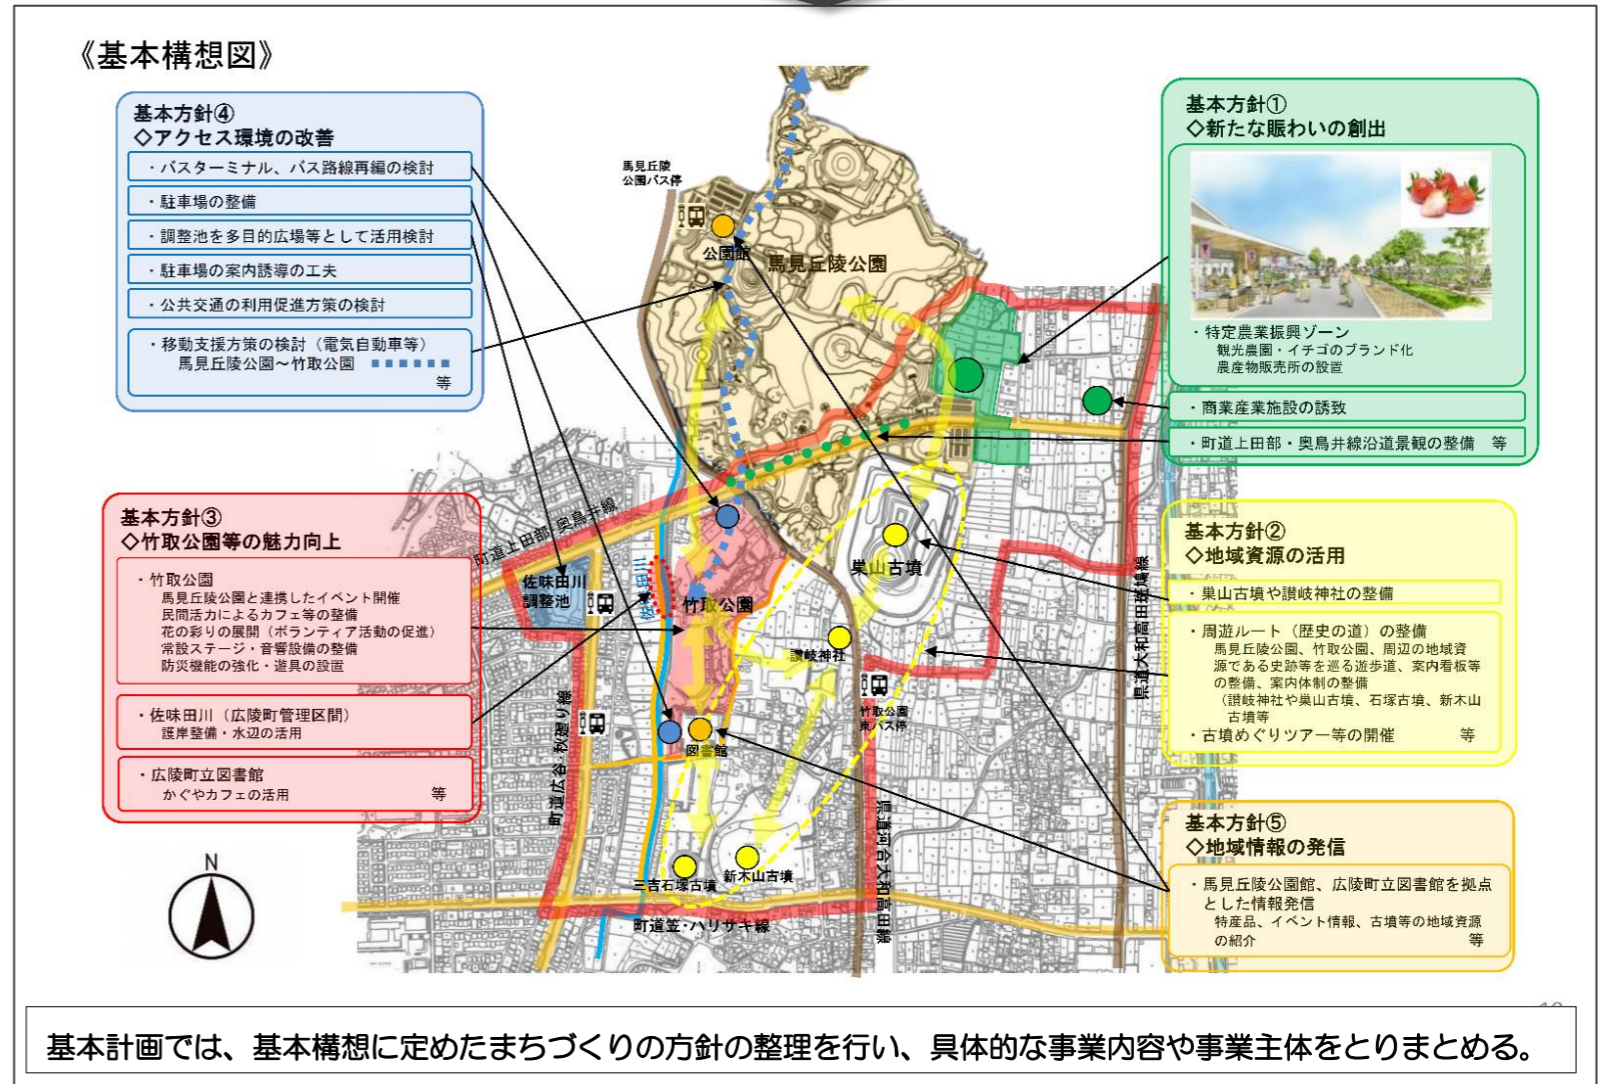 《基本構想図》
基本方針④
◇アクセス環境の改善
・バスターミナル、バス路線再編の検討
・駐車場の整備
・調整池を多目的広場等として活用検討
・駐車場の案内誘導の工夫
・公共交通の利用促進方策の検討
・移動支援方策の検討（電気自動車等）
馬見丘陵公園～竹取公園
等
基本方針③
◇竹取公園等の魅力向上
・竹取公園
馬見丘陵公園と連携したイベント開催
民間活力によるカフェ等の整備
花の彩りの展開（ボランティア活動の促進）
常設ステージ・音響設備の整備
防災機能の強化・遊具の設置
・佐味田川（広陵町管理区間）
護岸整備・水辺の活用
・広陵町立図書館
かぐやカフェの活用
等
N
馬見丘陵
公園バス停
公園館
馬見丘陵公園
町道上田部・奥鳥井線
佐味田川
調整池
佐味田川
竹取公園
巣山古墳
讃岐神社
竹取公園
東バス停
図書館
町道広谷・秋廻り線
三吉石塚古墳
新木山古墳
町道笠・ハリサキ線
県道河合大和高田線
県道大和高田斑鳩線
基本方針①
◇新たな賑わいの創出
・特定農業振興ゾーン
観光農園・イチゴのブランド化
農産物販売所の設置
・商業産業施設の誘致
・町道上田部・奥鳥井線沿道景観の整備　等
基本方針②
◇地域資源の活用
・巣山古墳や讃岐神社の整備
・周遊ルート（歴史の道）の整備
馬見丘陵公園、竹取公園、周辺の地域資
源である史跡等を巡る遊歩道、案内看板等
の整備、案内体制の整備
（讃岐神社や巣山古墳、石塚古墳、新木山
古墳等
・古墳めぐりツアー等の開催　等
基本方針⑤
◇地域情報の発信
・馬見丘陵公園館、広陵町立図書館を拠点
とした情報発信
特産品、イベント情報、古墳等の地域資源
の紹介　等
基本計画では、基本構想に定めたまちづくりの方針の整理を行い、具体的な事業内容や事業主体をとりまとめる。